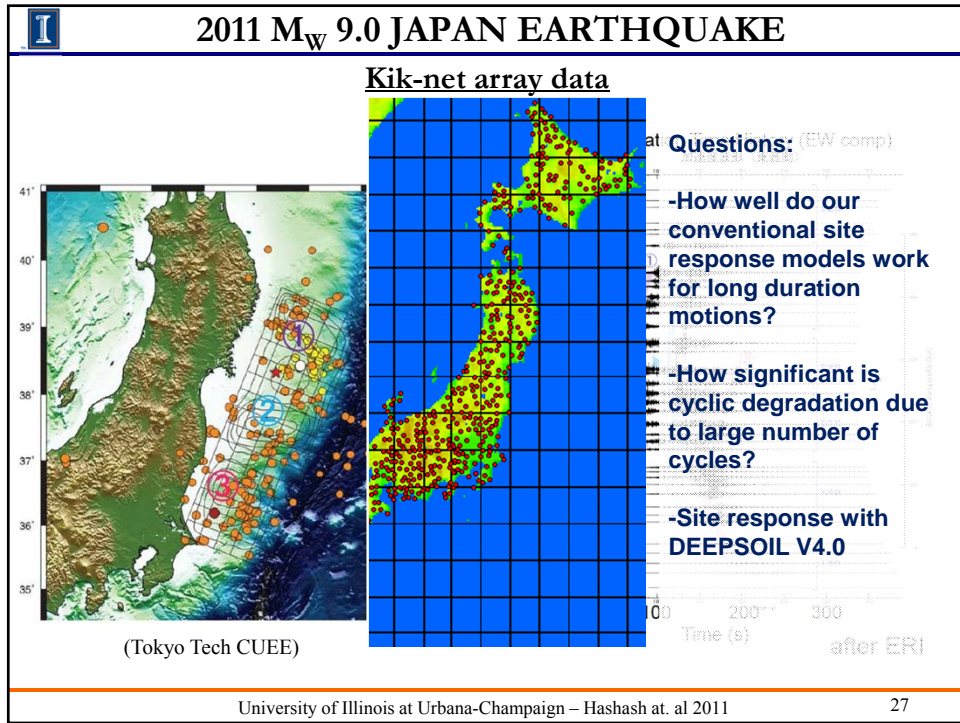 I
2011 M_W 9.0 JAPAN EARTHQUAKE
Kik-net array data
41°
40°
39°
38°
37°
36°
35°
①
②
③
(Tokyo Tech CUEE)
(EW comp)
Questions:
-How well do our
conventional site
response models work
for long duration
motions?
-How significant is
cyclic degradation due
to large number of
cycles?
-Site response with
DEEPSOIL V4.0
①
100 200 300
Time (s)
after ERI
University of Illinois at Urbana-Champaign – Hashash at. al 2011 27